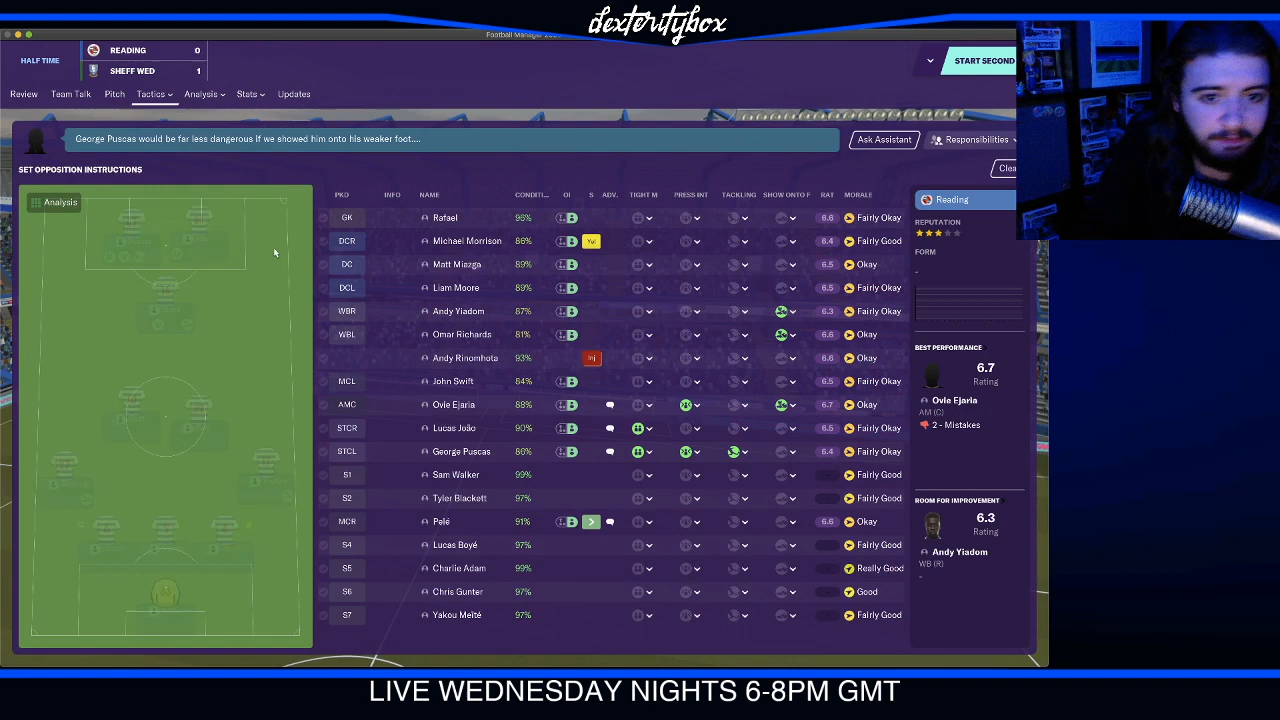 dexteritybox
Football Manager 20
HALF TIME
READING 0
SHEFF WED 1
START SECOND
Review Team Talk Pitch Tactics Analysis Stats Updates
George Puscas would be far less dangerous if we showed him onto his weaker foot....
Ask Assistant
Responsibilities
SET OPPOSITION INSTRUCTIONS
Clea
Analysis
PKD INFO NAME CONDITI... OI S ADV. TIGHT M PRESS INT TACKLING SHOW ONTO F RAT MORALE
GK Rafael 96% 6.6 Fairly Okay
DCR Michael Morrison 86% Yel 6.4 Fairly Good
DC Matt Miazga 89% 6.5 Okay
DCL Liam Moore 89% 6.5 Fairly Okay
WBR Andy Yiadom 87% 6.3 Fairly Okay
WBL Omar Richards 81% 6.6 Okay
Andy Rinomhota 93% Inj 6.6 Okay
MCL John Swift 84% 6.5 Fairly Okay
MC Ovie Ejaria 88% 6.7 Okay
STCR Lucas João 90% 6.5 Fairly Okay
STCL George Puscas 86% 6.4 Fairly Okay
S1 Sam Walker 99% Fairly Good
S2 Tyler Blackett 97% Fairly Good
MCR Pelé 91% 6.6 Okay
S4 Lucas Boyé 97% Fairly Good
S5 Charlie Adam 99% Really Good
S6 Chris Gunter 97% Good
S7 Yakou Meïté 97% Fairly Good
Reading
REPUTATION
FORM
-
BEST PERFORMANCE
6.7
Rating
Ovie Ejaria
AM (C)
2 - Mistakes
ROOM FOR IMPROVEMENT
6.3
Rating
Andy Yiadom
WB (R)
-
LIVE WEDNESDAY NIGHTS 6-8PM GMT